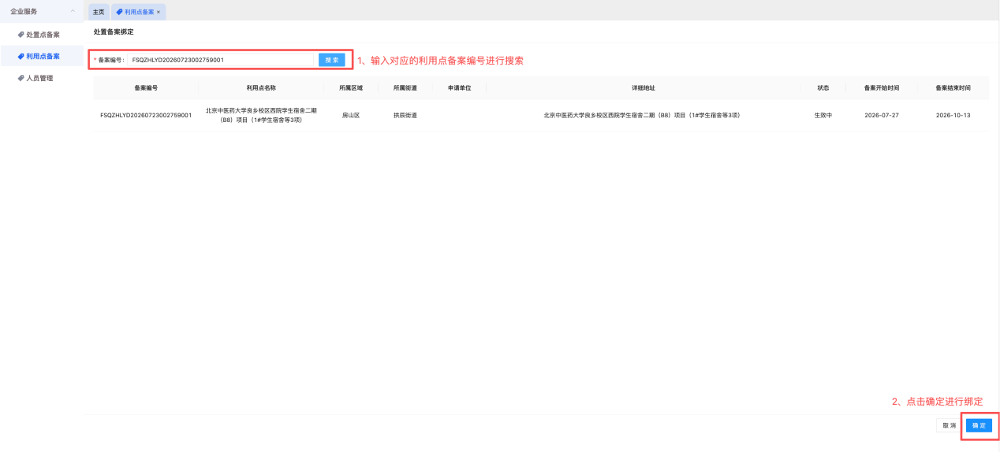 企业服务
处置点备案
利用点备案
人员管理
主页 利用点备案 ×
处置备案绑定
* 备案编号: FSQZHLYD20260723002759001 搜 索 1、输入对应的利用点备案编号进行搜索
备案编号 利用点名称 所属区域 所属街道 申请单位 详细地址 状态 备案开始时间 备案结束时间
FSQZHLYD20260723002759001 北京中医药大学良乡校区西院学生宿舍二期 房山区 拱辰街道 北京中医药大学良乡校区西院学生宿舍二期（B8）项目（1#学生宿舍等3项） 生效中 2026-07-27 2026-10-13
（B8）项目（1#学生宿舍等3项）
2、点击确定进行绑定
取 消 确 定